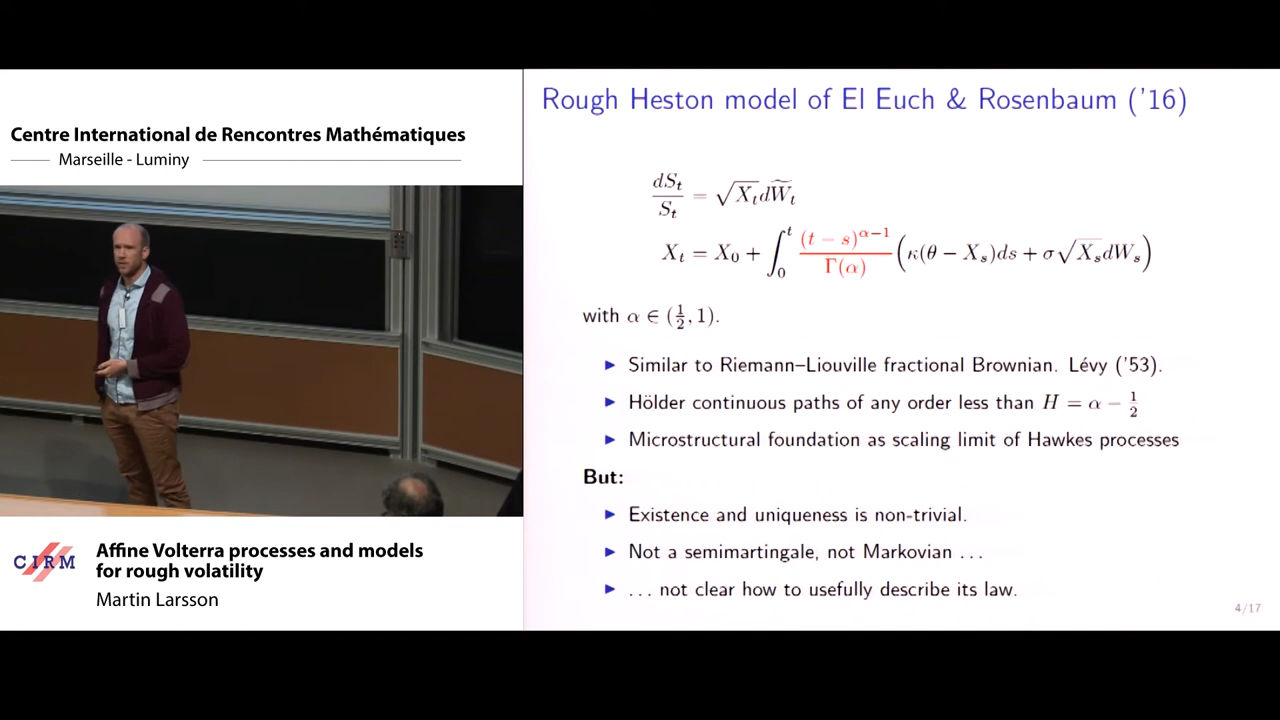 Centre International de Rencontres Mathématiques
Marseille - Luminy
CIRM
Affine Volterra processes and models
for rough volatility
Martin Larsson
Rough Heston model of El Euch & Rosenbaum ('16)
dS_t/S_t = √X_t dW̃_t
X_t = X_0 + ∫_0^t (t − s)^{α−1}/Γ(α) (κ(θ − X_s)ds + σ√X_s dW_s)
with α ∈ (1/2, 1).
▶ Similar to Riemann–Liouville fractional Brownian. Lévy ('53).
▶ Hölder continuous paths of any order less than H = α − 1/2
▶ Microstructural foundation as scaling limit of Hawkes processes
But:
▶ Existence and uniqueness is non-trivial.
▶ Not a semimartingale, not Markovian ...
▶ ... not clear how to usefully describe its law.
4/17